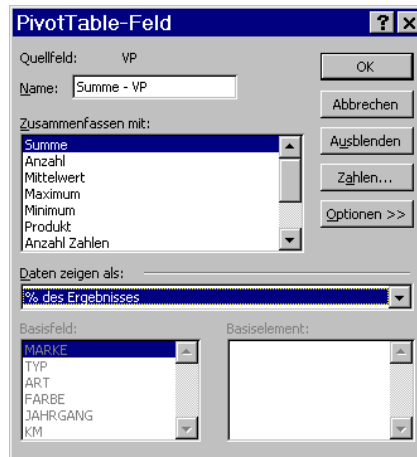 PivotTable-Feld
Quellfeld: VP
Name: Summe - VP
OK
Abbrechen
Ausblenden
Zahlen...
Optionen >>
Zusammenfassen mit:
Summe
Anzahl
Mittelwert
Maximum
Minimum
Produkt
Anzahl Zahlen
Daten zeigen als:
% des Ergebnisses
Basisfeld:
MARKE
TYP
ART
FARBE
JAHRGANG
KM
Basiselement: